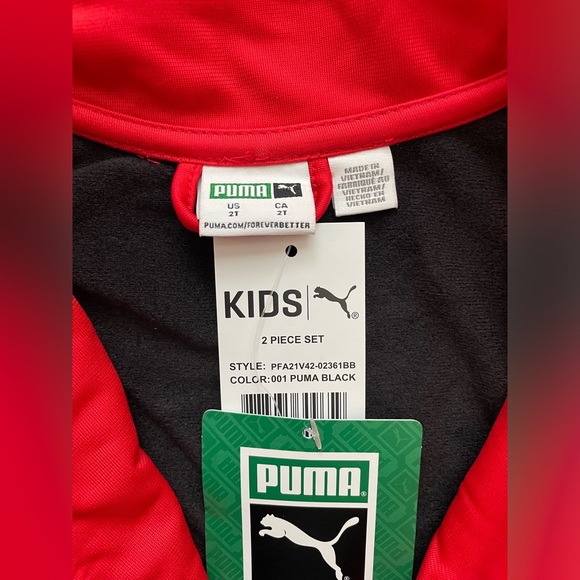 PUMA
US CA
2T 2T
PUMA.COM/FOREVERBETTER
MADE IN
VIETNAM/
FABRIQUÉ AU
VIETNAM/
HECHO EN
VIETNAM
KIDS
®
2 PIECE SET
STYLE: PFA21V42-02361BB
COLOR:001 PUMA BLACK
PUMA®